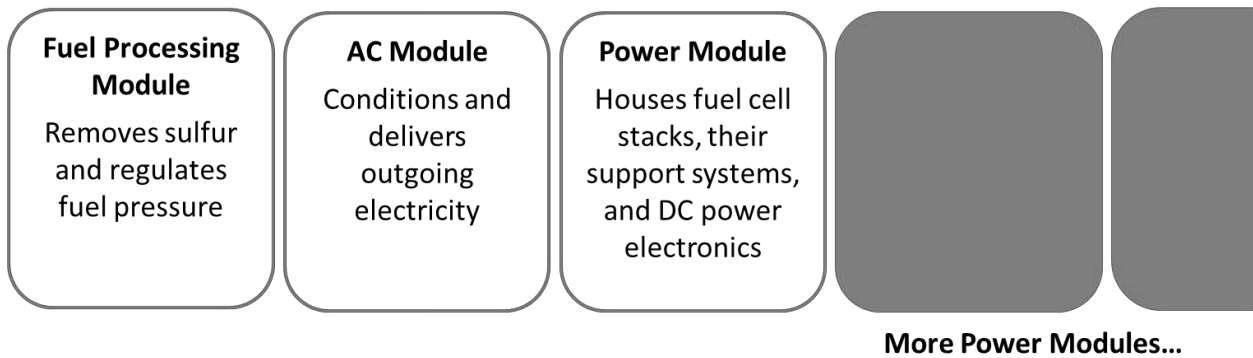 Fuel Processing
Module
Removes sulfur
and regulates
fuel pressure
AC Module
Conditions and
delivers
outgoing
electricity
Power Module
Houses fuel cell
stacks, their
support systems,
and DC power
electronics
More Power Modules...